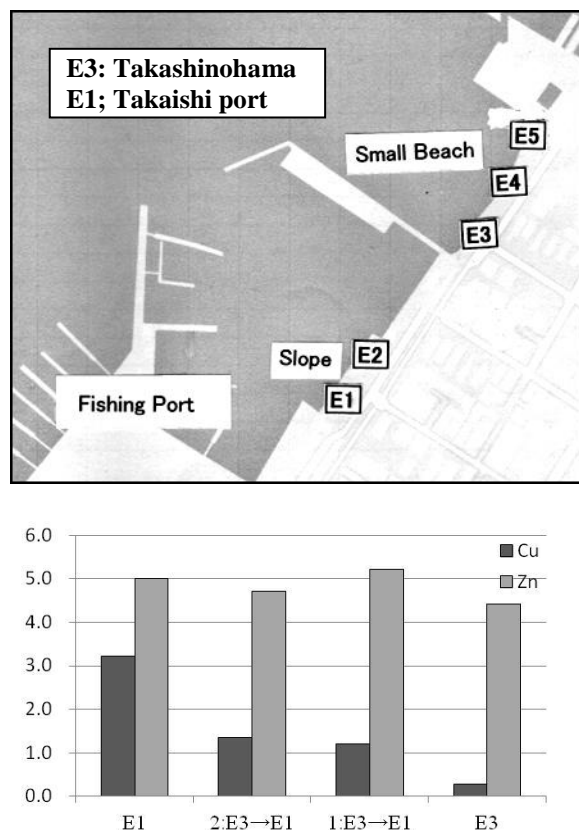 E3: Takashinohama
E1; Takaishi port
E5
Small Beach
E4
E3
E2
Slope
E1
Fishing Port
6.0
5.0
4.0
3.0
2.0
1.0
0.0
Cu
Zn
E1
2:E3→E1
1:E3→E1
E3